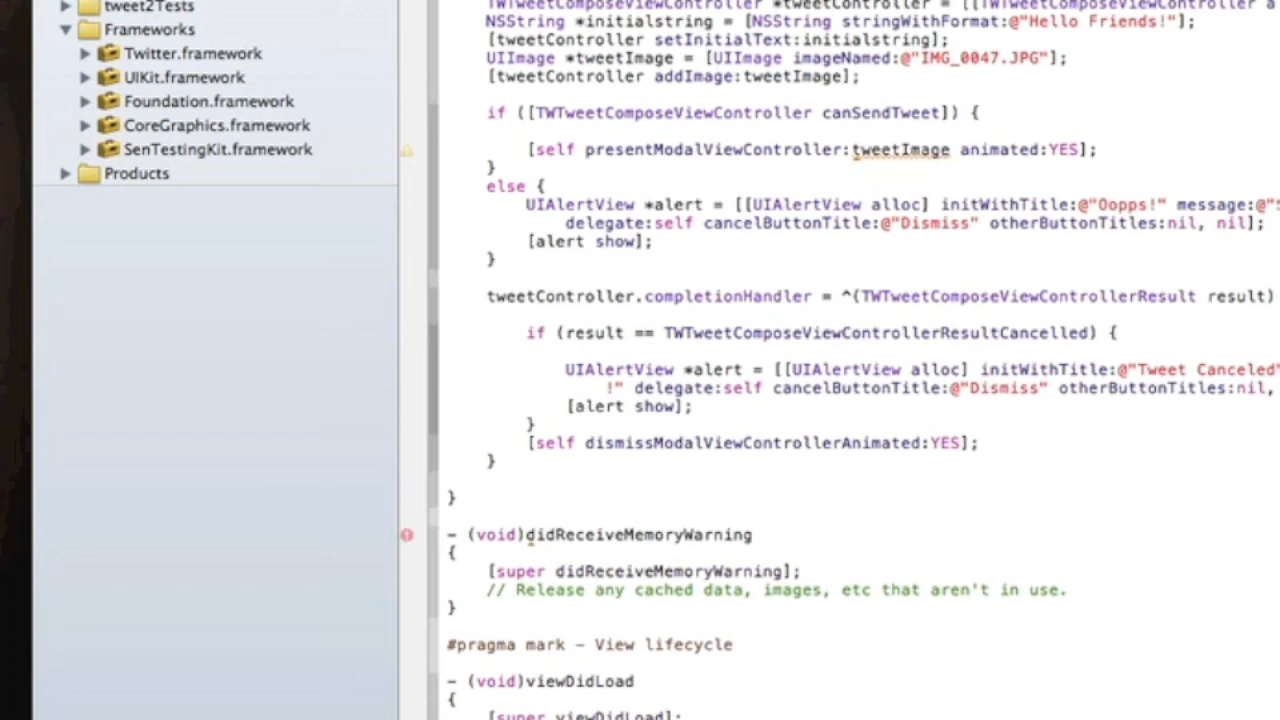 tweet2Tests
Frameworks
Twitter.framework
UIKit.framework
Foundation.framework
CoreGraphics.framework
SenTestingKit.framework
Products
TWTweetComposeViewController *tweetController = [[TWTweetComposeViewController a
NSString *initialstring = [NSString stringWithFormat:@"Hello Friends!"];
[tweetController setInitialText:initialstring];
UIImage *tweetImage = [UIImage imageNamed:@"IMG_0047.JPG"];
[tweetController addImage:tweetImage];
if ([TWTweetComposeViewController canSendTweet]) {
[self presentModalViewController:tweetImage animated:YES];
}
else {
UIAlertView *alert = [[UIAlertView alloc] initWithTitle:@"Oopps!" message:@"
delegate:self cancelButtonTitle:@"Dismiss" otherButtonTitles:nil, nil];
[alert show];
}
tweetController.completionHandler = ^(TWTweetComposeViewControllerResult result)
if (result == TWTweetComposeViewControllerResultCancelled) {
UIAlertView *alert = [[UIAlertView alloc] initWithTitle:@"Tweet Canceled"
!" delegate:self cancelButtonTitle:@"Dismiss" otherButtonTitles:nil,
[alert show];
}
[self dismissModalViewControllerAnimated:YES];
}
}
- (void)didReceiveMemoryWarning
{
[super didReceiveMemoryWarning];
// Release any cached data, images, etc that aren't in use.
}
#pragma mark - View lifecycle
- (void)viewDidLoad
{
[super viewDidLoad];